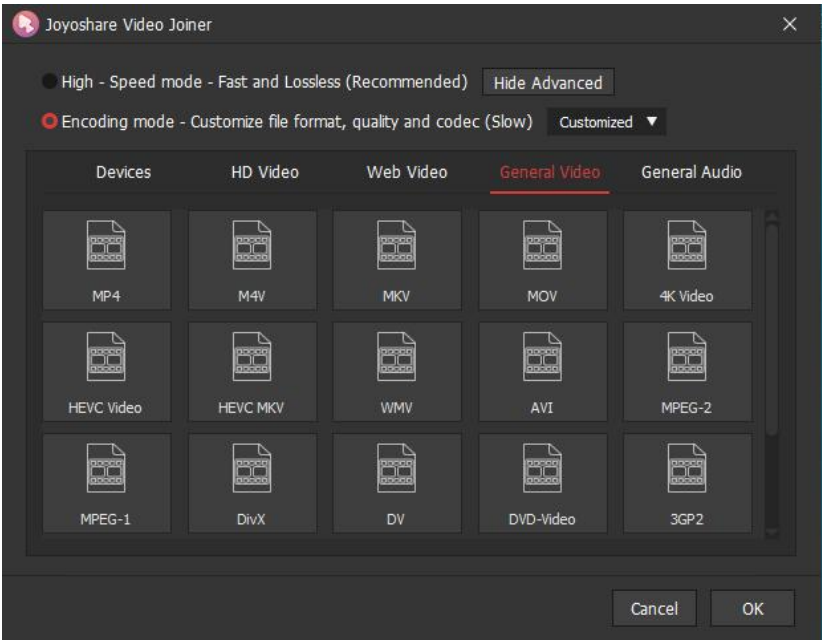 Joyoshare Video Joiner
High - Speed mode - Fast and Lossless (Recommended) Hide Advanced
Encoding mode - Customize file format, quality and codec (Slow) Customized
Devices HD Video Web Video General Video General Audio
MP4 M4V MKV MOV 4K Video
HEVC Video HEVC MKV WMV AVI MPEG-2
MPEG-1 DivX DV DVD-Video 3GP2
Cancel OK